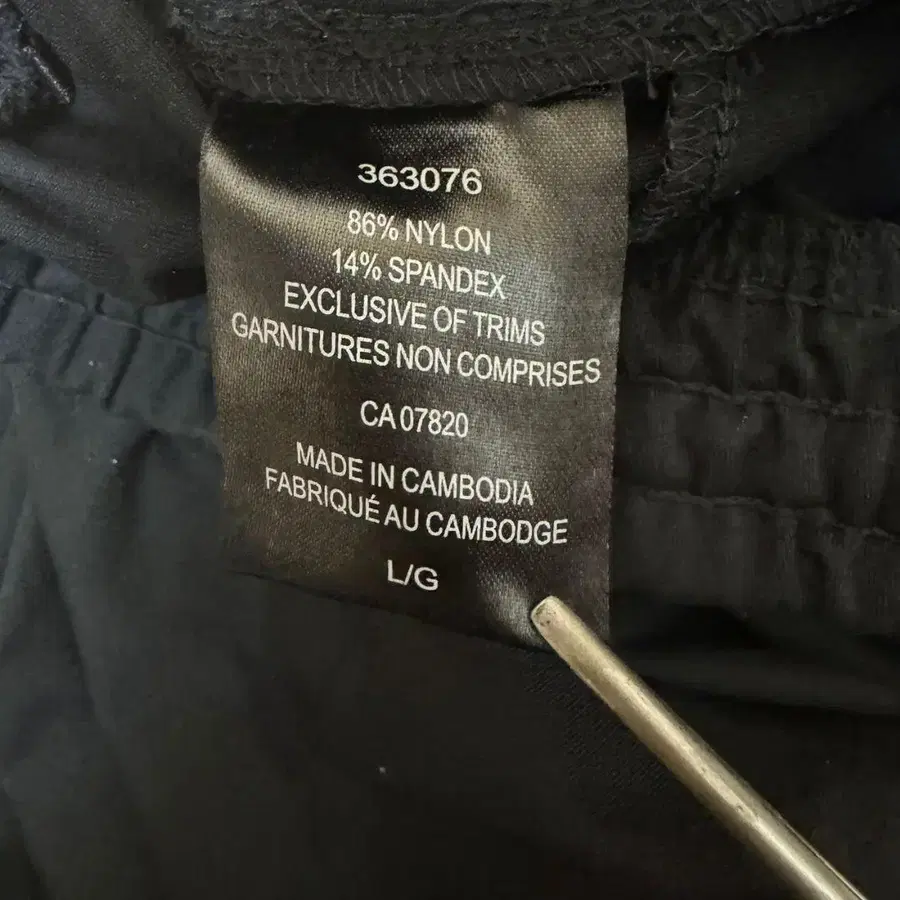 363076
86% NYLON
14% SPANDEX
EXCLUSIVE OF TRIMS
GARNITURES NON COMPRISES
CA 07820
MADE IN CAMBODIA
FABRIQUÉ AU CAMBODGE
L/G